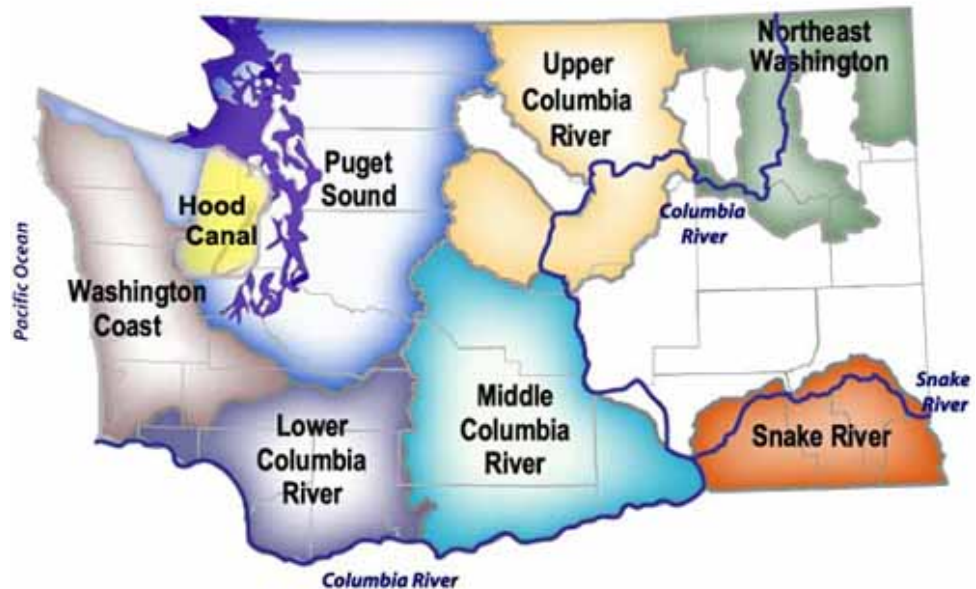 Northeast
Washington
Upper
Columbia
River
Puget
Sound
Hood
Canal
Columbia
River
Pacific Ocean
Washington
Coast
Snake
River
Lower
Columbia
River
Middle
Columbia
River
Snake River
Columbia River